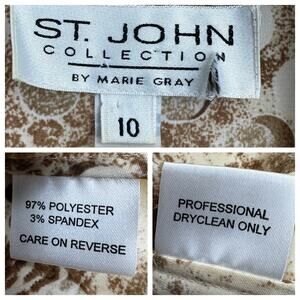 ST. JOHN
COLLECTION
BY MARIE GRAY
10
97% POLYESTER
3% SPANDEX
CARE ON REVERSE
PROFESSIONAL
DRYCLEAN ONLY